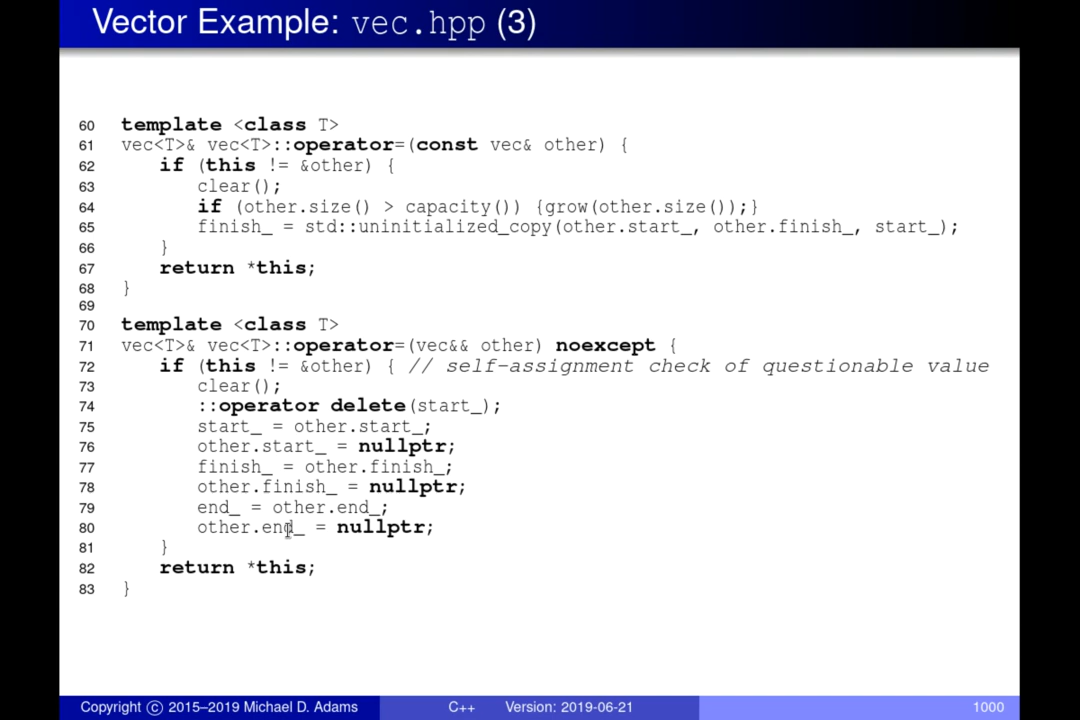 Vector Example: vec.hpp (3)
60 template <class T>
61 vec<T>& vec<T>::operator=(const vec& other) {
62 if (this != &other) {
63 clear();
64 if (other.size() > capacity()) {grow(other.size());}
65 finish_ = std::uninitialized_copy(other.start_, other.finish_, start_);
66 }
67 return *this;
68 }
69
70 template <class T>
71 vec<T>& vec<T>::operator=(vec&& other) noexcept {
72 if (this != &other) { // self-assignment check of questionable value
73 clear();
74 ::operator delete(start_);
75 start_ = other.start_;
76 other.start_ = nullptr;
77 finish_ = other.finish_;
78 other.finish_ = nullptr;
79 end_ = other.end_;
80 other.end_ = nullptr;
81 }
82 return *this;
83 }
Copyright © 2015–2019 Michael D. Adams C++ Version: 2019-06-21 1000